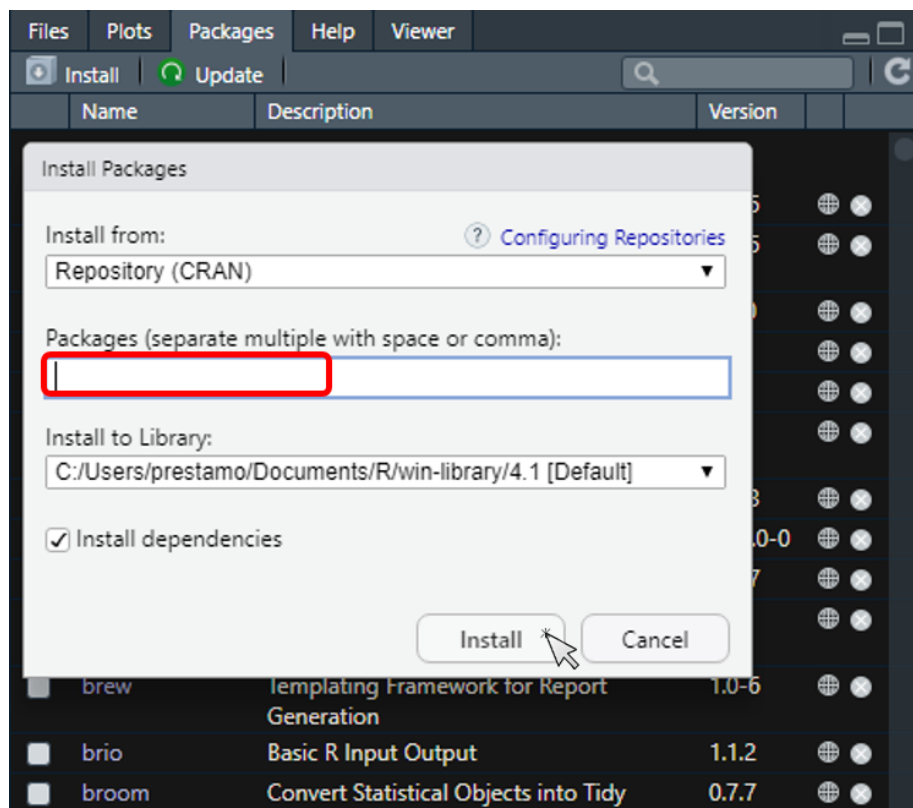 Files Plots Packages Help Viewer
Install Update
Name Description Version
Install Packages
Install from: ? Configuring Repositories
Repository (CRAN)
Packages (separate multiple with space or comma):
Install to Library:
C:/Users/prestamo/Documents/R/win-library/4.1 [Default]
Install dependencies
.0-0
Install Cancel
brew Templating Framework for Report 1.0-6
Generation
brio Basic R Input Output 1.1.2
broom Convert Statistical Objects into Tidy 0.7.7